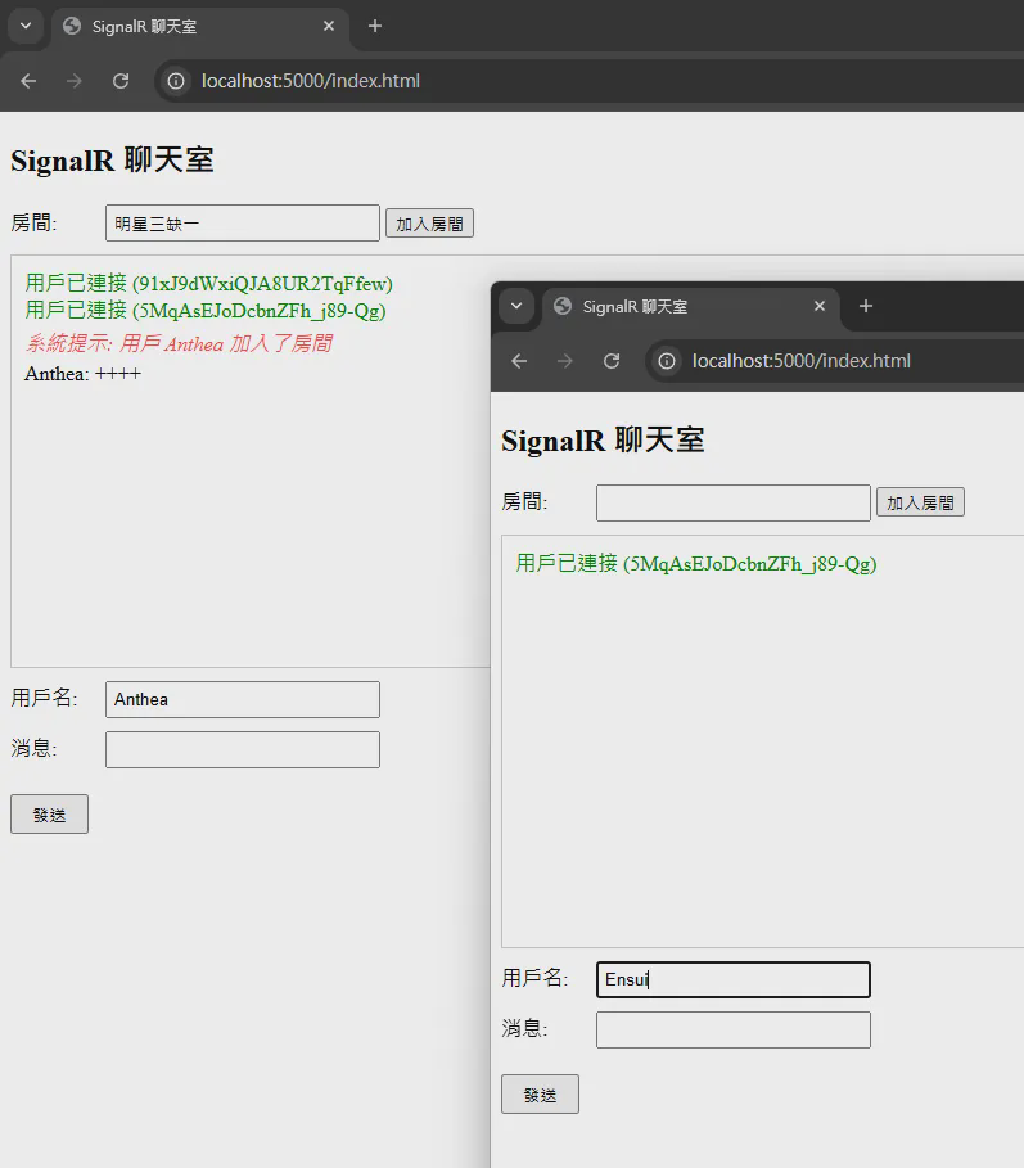 SignalR 聊天室
localhost:5000/index.html
SignalR 聊天室
房間: 明星三缺一 加入房間
用戶已連接 (91xJ9dWxiQJA8UR2TqFfew)
用戶已連接 (5MqAsEJoDcbnZFh_j89-Qg)
系統提示: 用戶 Anthea 加入了房間
Anthea: ++++
用戶名: Anthea
消息:
發送
SignalR 聊天室
localhost:5000/index.html
SignalR 聊天室
房間: 加入房間
用戶已連接 (5MqAsEJoDcbnZFh_j89-Qg)
用戶名: Ensui
消息:
發送